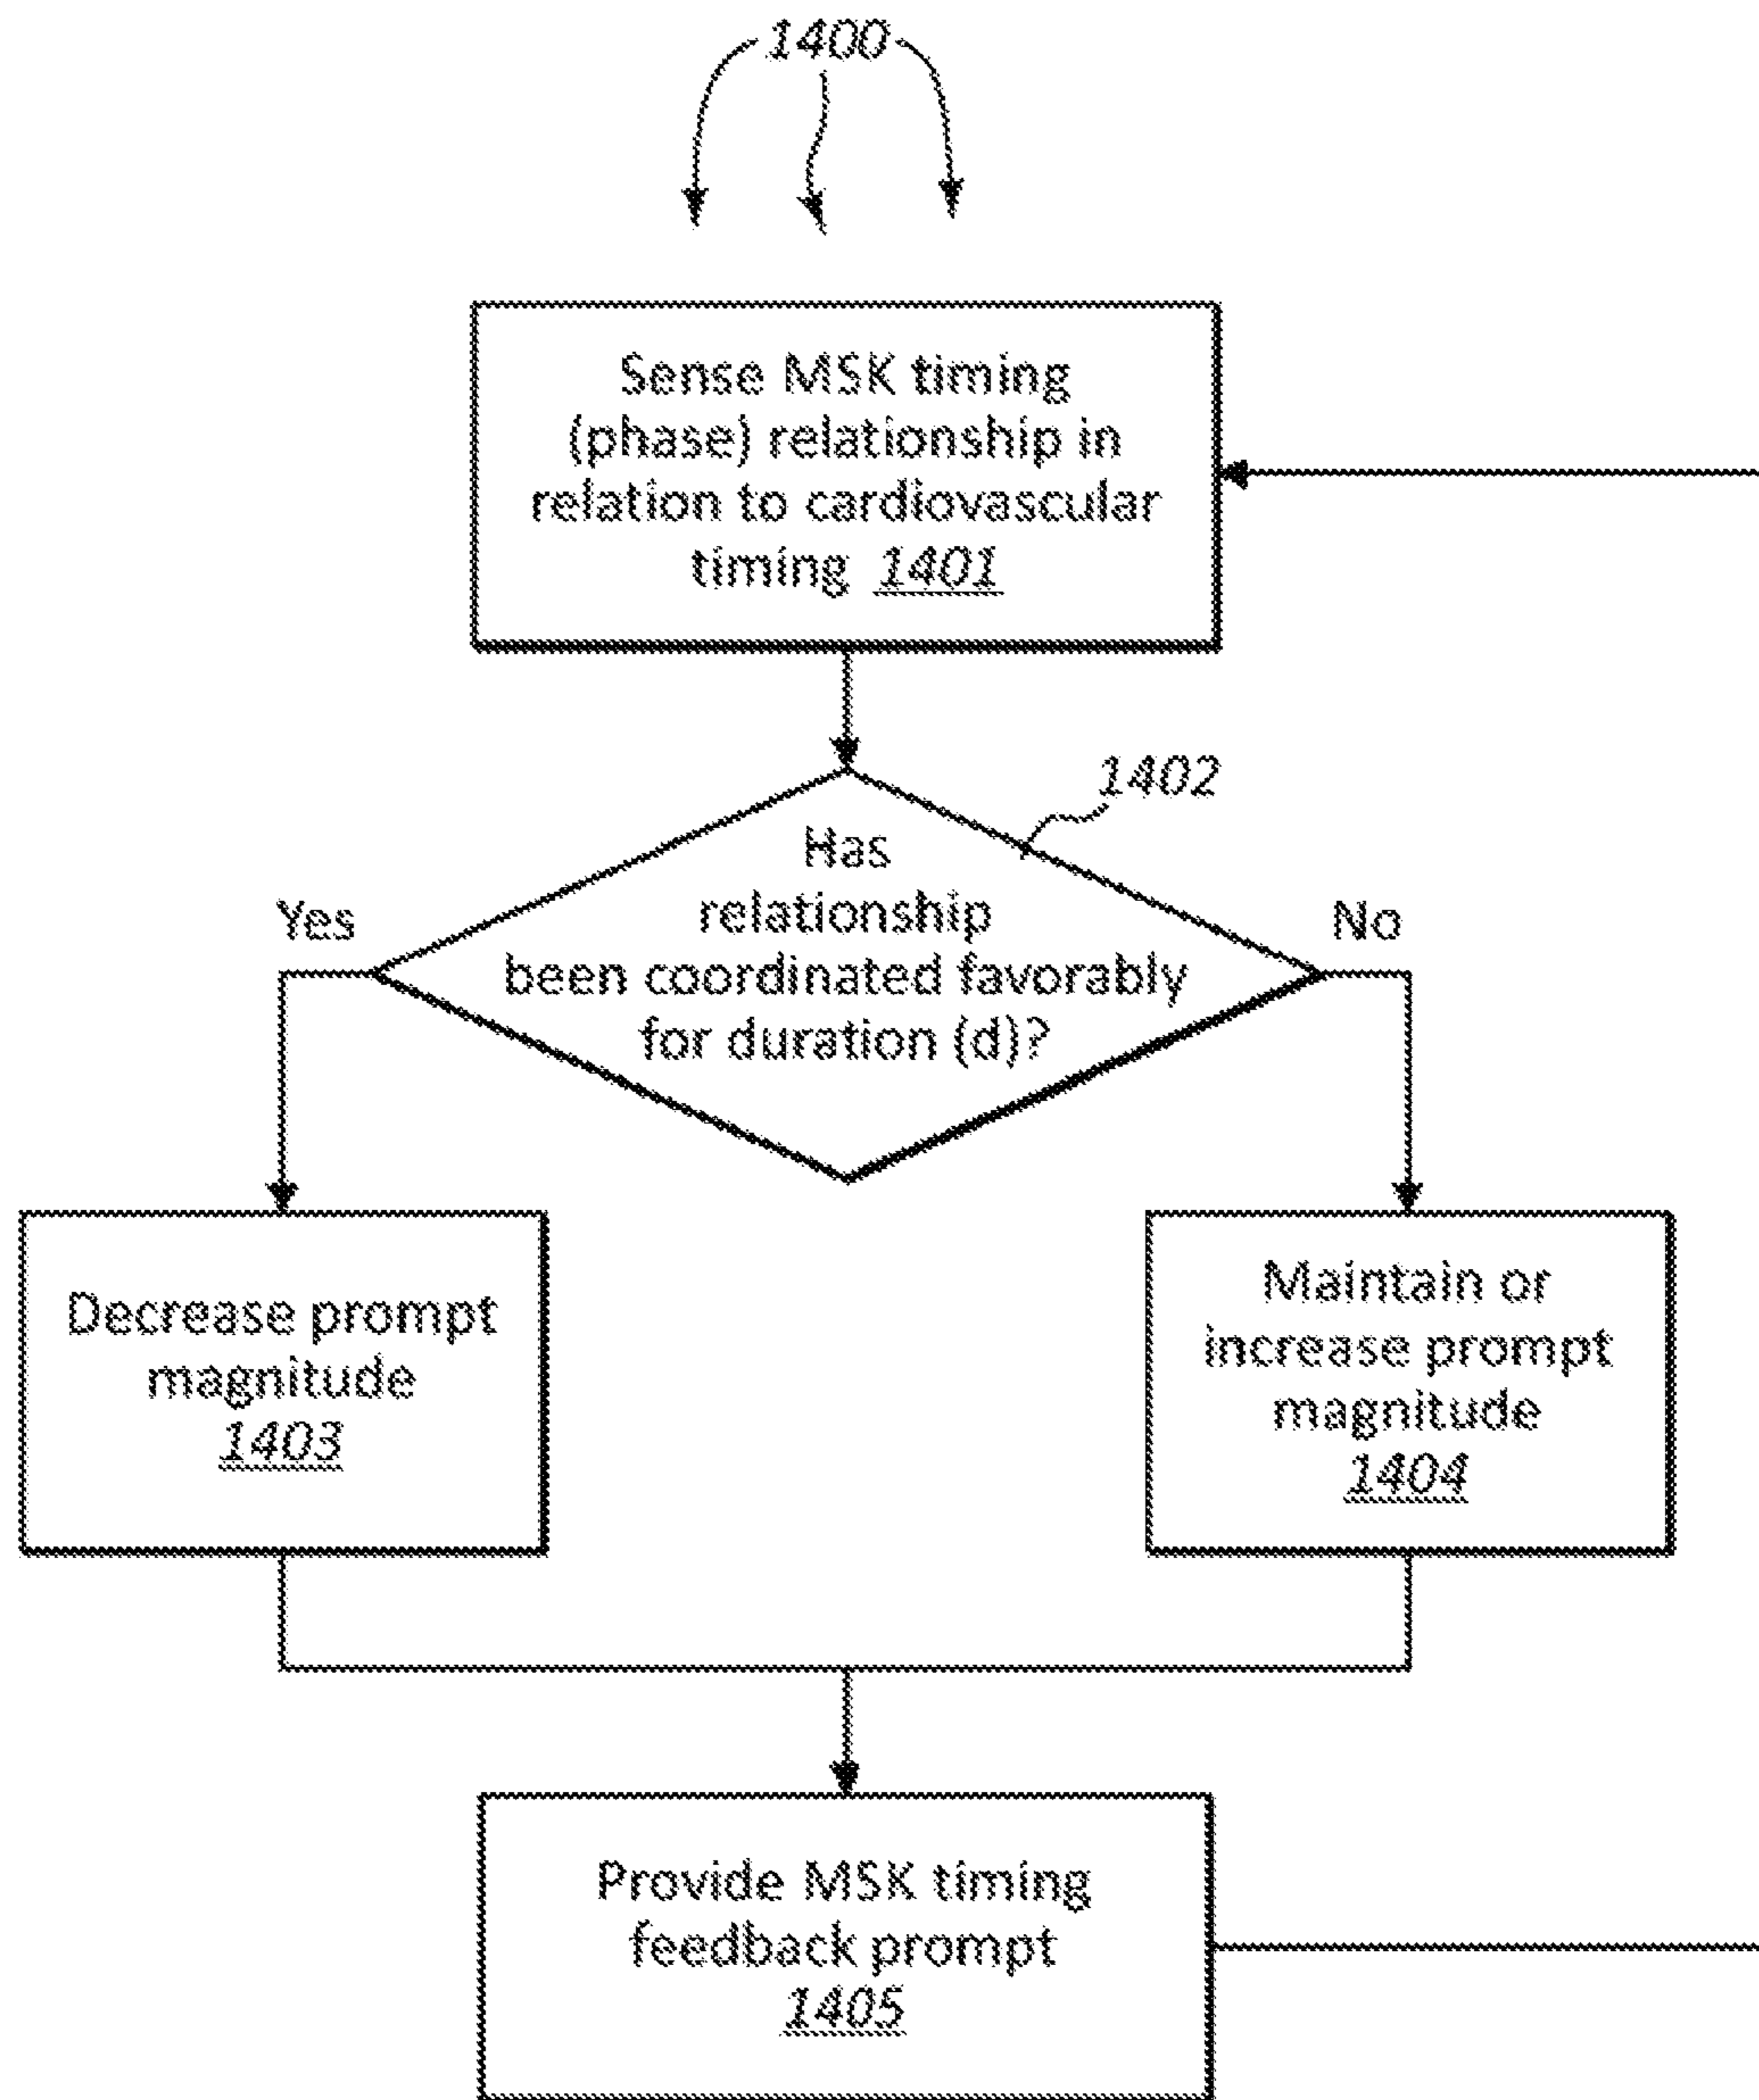 1400
Sense MSK timing
(phase) relationship in
relation to cardiovascular
timing 1401
1402
Has
relationship
been coordinated favorably
for duration (d)?
Yes
No
Decrease prompt
magnitude
1403
Maintain or
increase prompt
magnitude
1404
Provide MSK timing
feedback prompt
1405